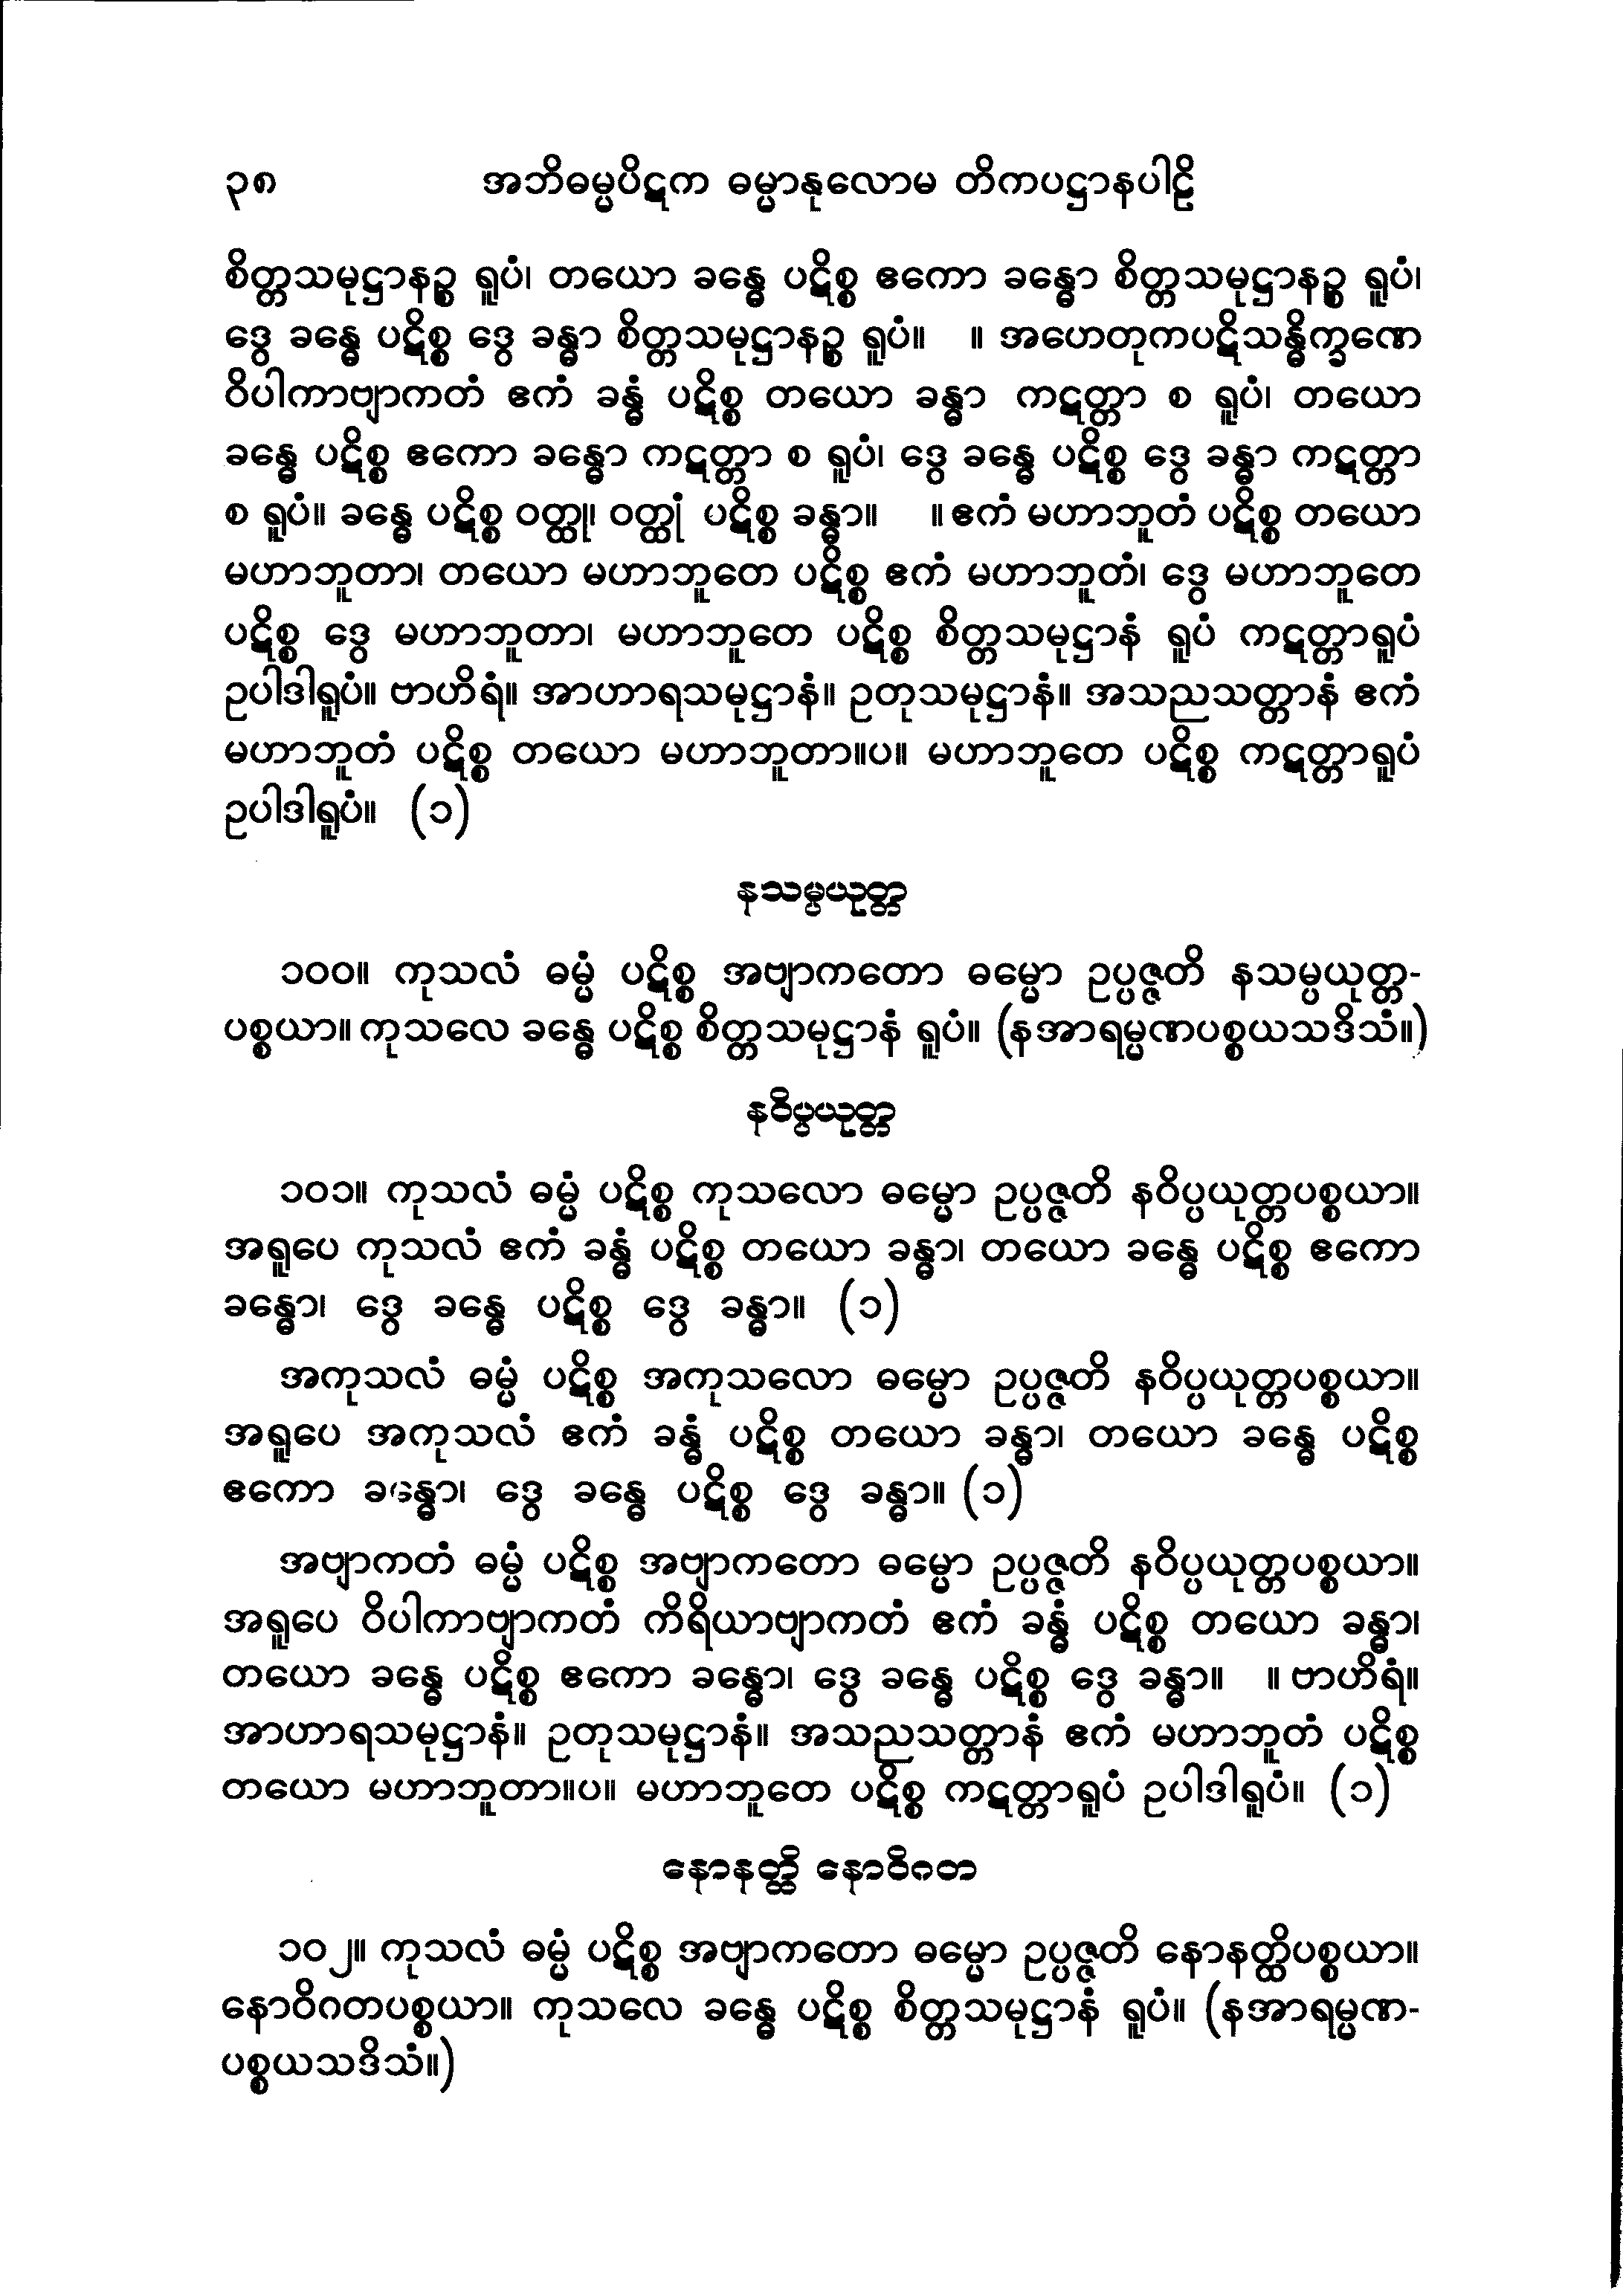 ၃၈ အဘိဓမ္မပိဋက ဓမ္မာနုလောမ တိကပဋ္ဌာနပါဠိ
စိတ္တသမုဋ္ဌာနဉ္စ ရူပံ၊ တယော ခန္ဓေ ပဋိစ္စ ဧကော ခန္ဓော စိတ္တသမုဋ္ဌာနဉ္စ ရူပံ၊
ဒွေ ခန္ဓေ ပဋိစ္စ ဒွေ ခန္ဓာ စိတ္တသမုဋ္ဌာနဉ္စ ရူပံ။ ။ အဟေတုကပဋိသန္ဓိက္ခဏေ
ဝိပါကာဗျာကတံ ဧကံ ခန္ဓံ ပဋိစ္စ တယော ခန္ဓာ ကဋတ္တာ စ ရူပံ၊ တယော
ခန္ဓေ ပဋိစ္စ ဧကော ခန္ဓော ကဋတ္တာ စ ရူပံ၊ ဒွေ ခန္ဓေ ပဋိစ္စ ဒွေ ခန္ဓာ ကဋတ္တာ
စ ရူပံ။ ခန္ဓေ ပဋိစ္စ ဝတ္ထု၊ ဝတ္ထုံ ပဋိစ္စ ခန္ဓာ။ ။ ဧကံ မဟာဘူတံ ပဋိစ္စ တယော
မဟာဘူတာ၊ တယော မဟာဘူတေ ပဋိစ္စ ဧကံ မဟာဘူတံ၊ ဒွေ မဟာဘူတေ
ပဋိစ္စ ဒွေ မဟာဘူတာ၊ မဟာဘူတေ ပဋိစ္စ စိတ္တသမုဋ္ဌာနံ ရူပံ ကဋတ္တာရူပံ
ဥပါဒါရူပံ။ ဗာဟိရံ။ အာဟာရသမုဋ္ဌာနံ။ ဥတုသမုဋ္ဌာနံ။ အသညသတ္တာနံ ဧကံ
မဟာဘူတံ ပဋိစ္စ တယော မဟာဘူတာ။ပ။ မဟာဘူတေ ပဋိစ္စ ကဋတ္တာရူပံ
ဥပါဒါရူပံ။ (၁)
နသမ္ပယုတ္တ
၁၀၀။ ကုသလံ ဓမ္မံ ပဋိစ္စ အဗျာကတော ဓမ္မော ဥပ္ပဇ္ဇတိ နသမ္ပယုတ္တ-
ပစ္စယာ။ ကုသလေ ခန္ဓေ ပဋိစ္စ စိတ္တသမုဋ္ဌာနံ ရူပံ။ (နအာရမ္မဏပစ္စယသဒိသံ။)
နဝိပ္ပယုတ္တ
၁၀၁။ ကုသလံ ဓမ္မံ ပဋိစ္စ ကုသလော ဓမ္မော ဥပ္ပဇ္ဇတိ နဝိပ္ပယုတ္တပစ္စယာ။
အရူပေ ကုသလံ ဧကံ ခန္ဓံ ပဋိစ္စ တယော ခန္ဓာ၊ တယော ခန္ဓေ ပဋိစ္စ ဧကော
ခန္ဓော၊ ဒွေ ခန္ဓေ ပဋိစ္စ ဒွေ ခန္ဓာ။ (၁)
အကုသလံ ဓမ္မံ ပဋိစ္စ အကုသလော ဓမ္မော ဥပ္ပဇ္ဇတိ နဝိပ္ပယုတ္တပစ္စယာ။
အရူပေ အကုသလံ ဧကံ ခန္ဓံ ပဋိစ္စ တယော ခန္ဓာ၊ တယော ခန္ဓေ ပဋိစ္စ
ဧကော ခန္ဓော၊ ဒွေ ခန္ဓေ ပဋိစ္စ ဒွေ ခန္ဓာ။ (၁)
အဗျာကတံ ဓမ္မံ ပဋိစ္စ အဗျာကတော ဓမ္မော ဥပ္ပဇ္ဇတိ နဝိပ္ပယုတ္တပစ္စယာ။
အရူပေ ဝိပါကာဗျာကတံ ကိရိယာဗျာကတံ ဧကံ ခန္ဓံ ပဋိစ္စ တယော ခန္ဓာ၊
တယော ခန္ဓေ ပဋိစ္စ ဧကော ခန္ဓော၊ ဒွေ ခန္ဓေ ပဋိစ္စ ဒွေ ခန္ဓာ။ ။ ဗာဟိရံ။
အာဟာရသမုဋ္ဌာနံ။ ဥတုသမုဋ္ဌာနံ။ အသညသတ္တာနံ ဧကံ မဟာဘူတံ ပဋိစ္စ
တယော မဟာဘူတာ။ပ။ မဟာဘူတေ ပဋိစ္စ ကဋတ္တာရူပံ ဥပါဒါရူပံ။ (၁)
နောနတ္ထိ နောဝိဂတ
၁၀၂။ ကုသလံ ဓမ္မံ ပဋိစ္စ အဗျာကတော ဓမ္မော ဥပ္ပဇ္ဇတိ နောနတ္ထိပစ္စယာ။
နောဝိဂတပစ္စယာ။ ကုသလေ ခန္ဓေ ပဋိစ္စ စိတ္တသမုဋ္ဌာနံ ရူပံ။ (နအာရမ္မဏ-
ပစ္စယသဒိသံ။)